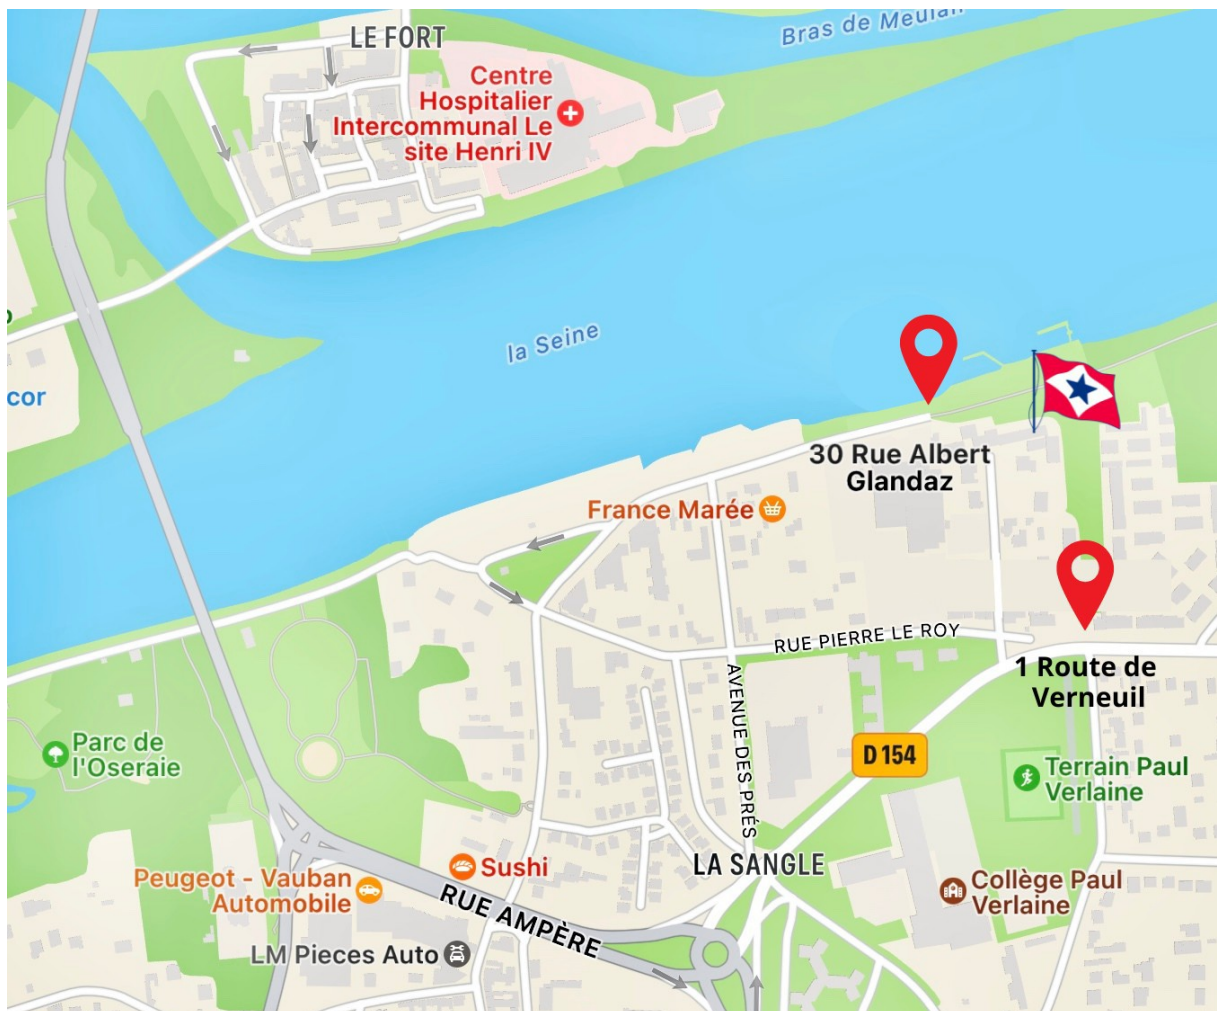 Bras de Meulan
LE FORT
Centre
Hospitalier
Intercommunal Le
site Henri IV
la Seine
cor
30 Rue Albert
Glandaz
France Marée
RUE PIERRE LE ROY
1 Route de
Verneuil
AVENUE DES PRÉS
Parc de
l'Oseraie
D 154
Terrain Paul
Verlaine
LA SANGLE
Sushi
Peugeot - Vauban
Automobile
Collège Paul
Verlaine
RUE AMPÈRE
LM Pieces Auto